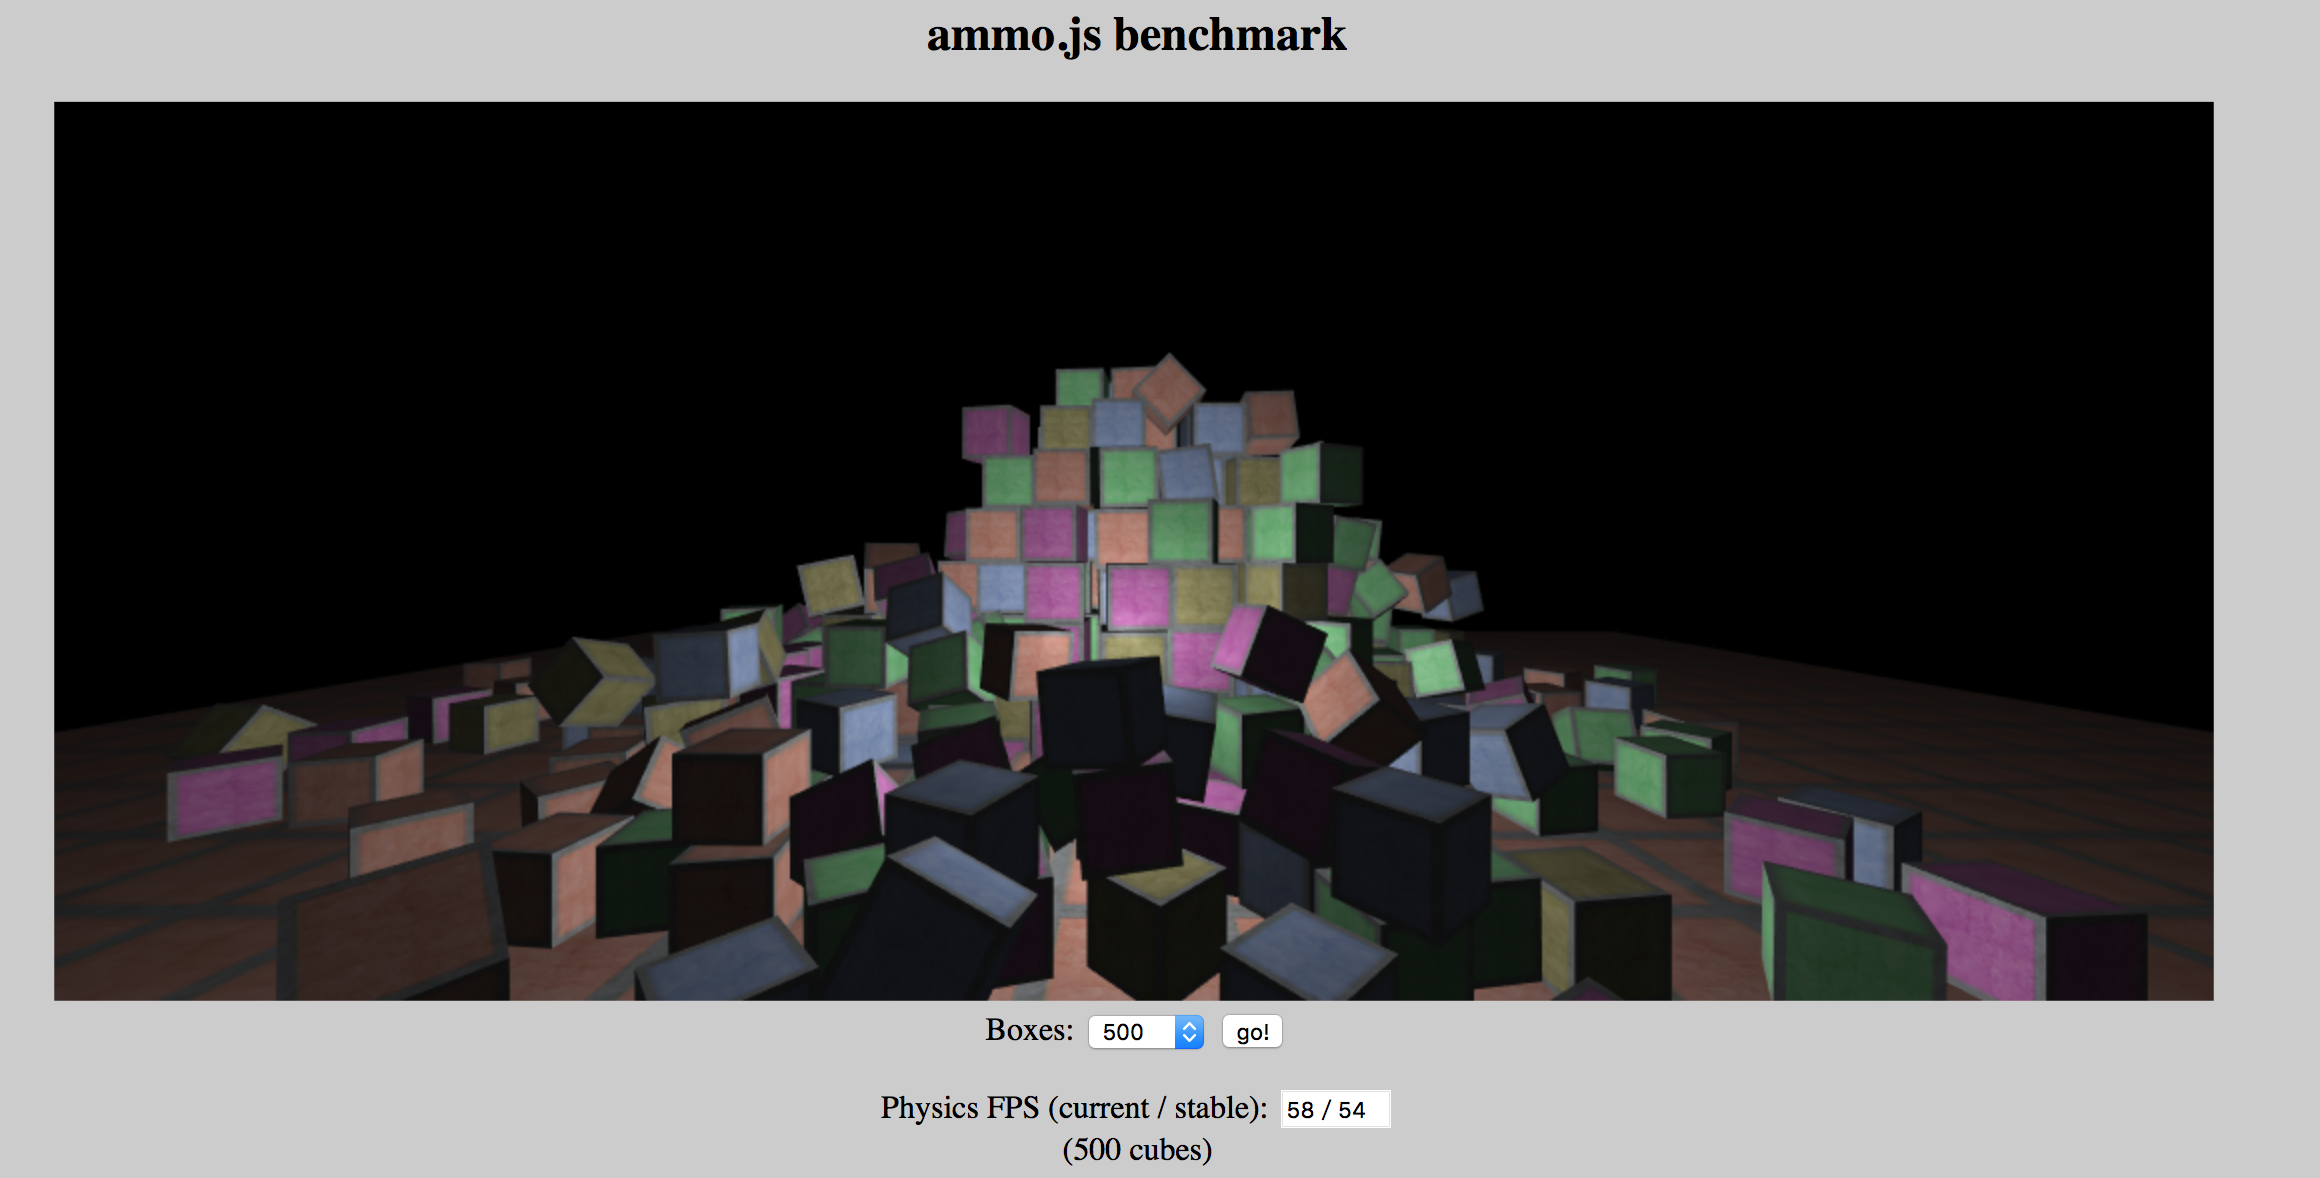 ammo.js benchmark
Boxes: 500 go!
Physics FPS (current / stable): 58 / 54
(500 cubes)